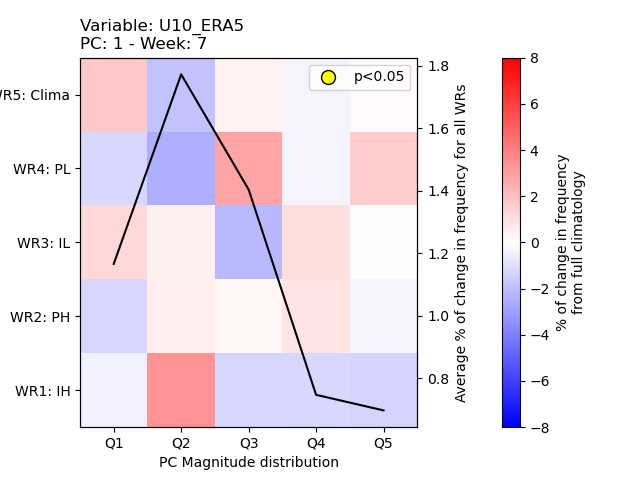 Variable: U10_ERA5
PC: 1 - Week: 7
p<0.05
WR5: Clima
WR4: PL
WR3: IL
WR2: PH
WR1: IH
Q1 Q2 Q3 Q4 Q5
PC Magnitude distribution
1.8
1.6
1.4
1.2
1.0
0.8
Average % of change in frequency for all WRs
8
6
4
2
0
−2
−4
−6
−8
% of change in frequency
from full climatology